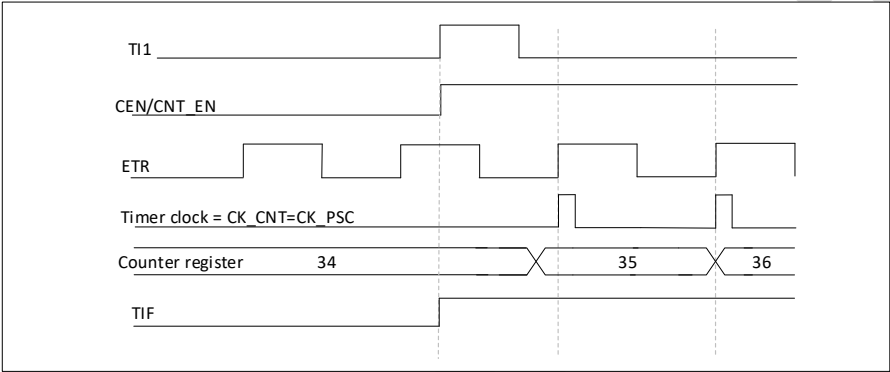 TI1
CEN/CNT_EN
ETR
Timer clock = CK_CNT=CK_PSC
Counter register 34 35 36
TIF